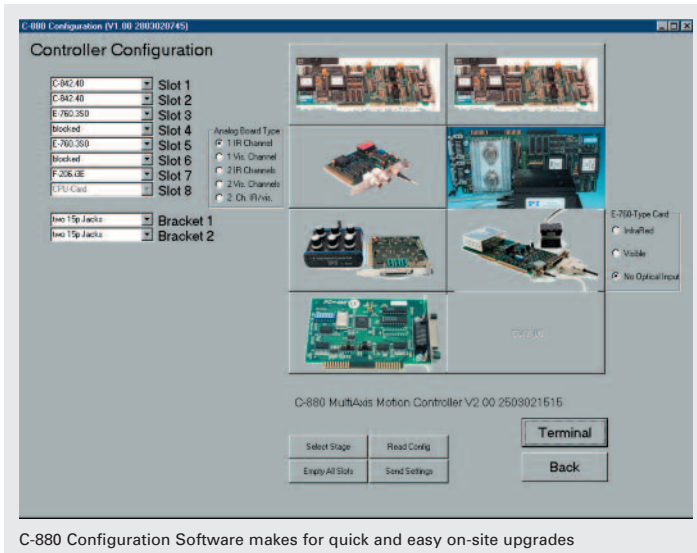 C-880 Configuration (V1.00 2803020745)
Controller Configuration
C-842.40 Slot 1
C-842.40 Slot 2
E-760.350 Slot 3
blocked Slot 4
E-760.350 Slot 5
blocked Slot 6
F-206.i3E Slot 7
CPU-Card Slot 8
two 15p Jacks Bracket 1
two 15p Jacks Bracket 2
Analog Board Type
1 IR Channel
1 Vis. Channel
2 IR Channels
2 Vis. Channels
2 Ch. IR/vis.
PI
E-760-Type Card
InfraRed
Visible
No Optical Input
C-880 MultiAxis Motion Controller V2.00 2503021515
Select Stage
Read Config
Empty All Slots
Send Settings
Terminal
Back
C-880 Configuration Software makes for quick and easy on-site upgrades